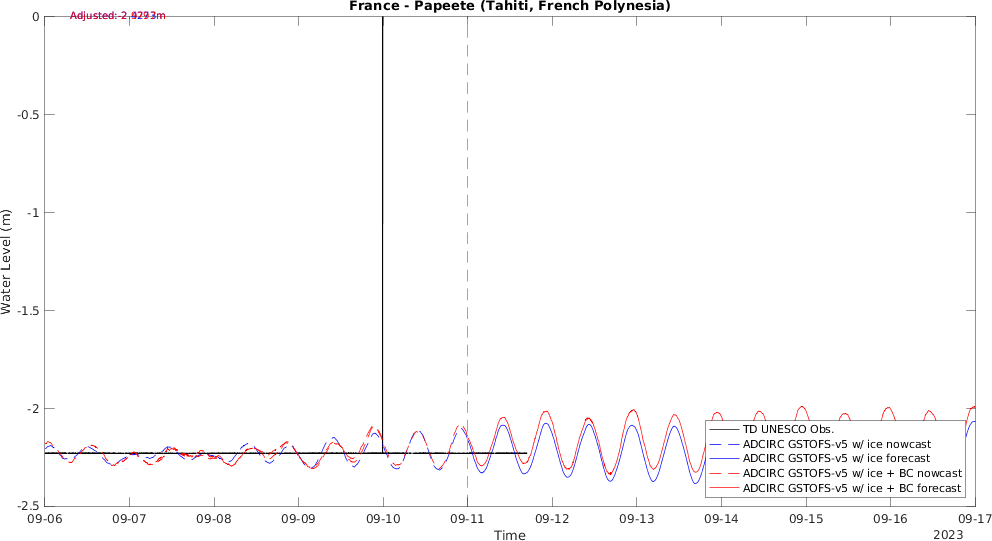 France - Papeete (Tahiti, French Polynesia)
Adjusted:
0
-0.5
-1
-1.5
-2
-2.5
Water Level (m)
TD UNESCO Obs.
ADCIRC GSTOFS-v5 w/ ice nowcast
ADCIRC GSTOFS-v5 w/ ice forecast
ADCIRC GSTOFS-v5 w/ ice + BC nowcast
ADCIRC GSTOFS-v5 w/ ice + BC forecast
09-06 09-07 09-08 09-09 09-10 09-11 09-12 09-13 09-14 09-15 09-16 09-17
Time
2023